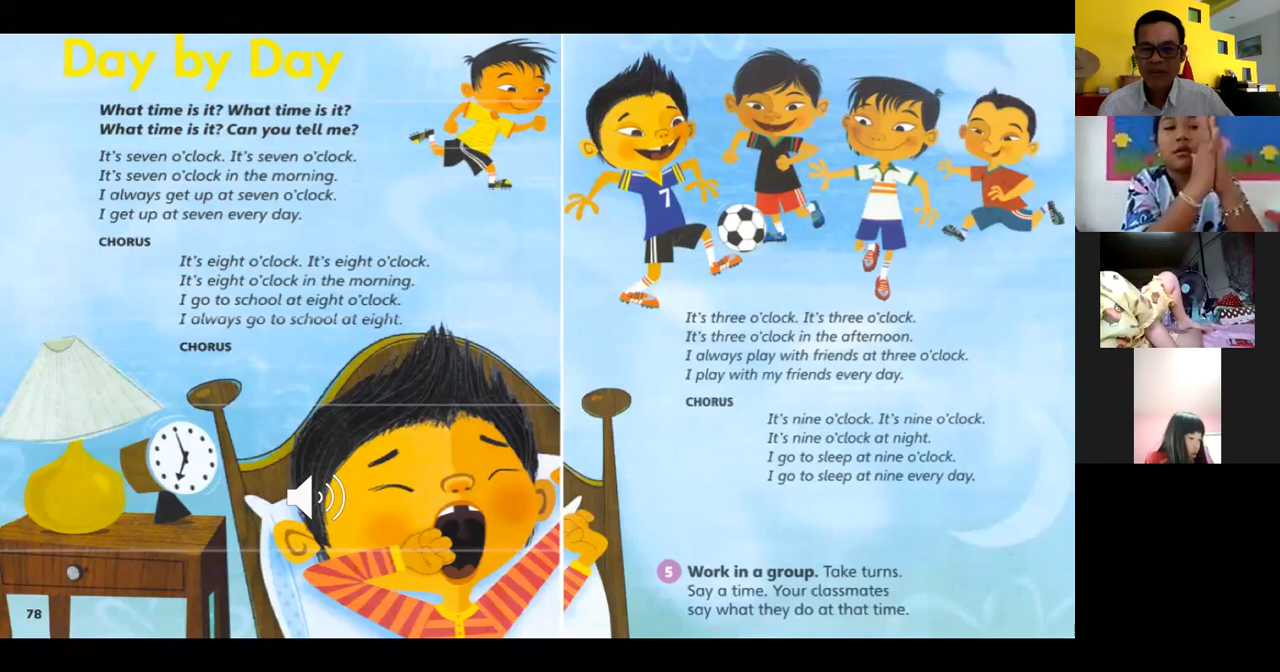 Day by Day
What time is it? What time is it?
What time is it? Can you tell me?
It's seven o'clock. It's seven o'clock.
It's seven o'clock in the morning.
I always get up at seven o'clock.
I get up at seven every day.
CHORUS
It's eight o'clock. It's eight o'clock.
It's eight o'clock in the morning.
I go to school at eight o'clock.
I always go to school at eight.
CHORUS
78
7
It's three o'clock. It's three o'clock.
It's three o'clock in the afternoon.
I always play with friends at three o'clock.
I play with my friends every day.
CHORUS
It's nine o'clock. It's nine o'clock.
It's nine o'clock at night.
I go to sleep at nine o'clock.
I go to sleep at nine every day.
5 Work in a group. Take turns.
Say a time. Your classmates
say what they do at that time.